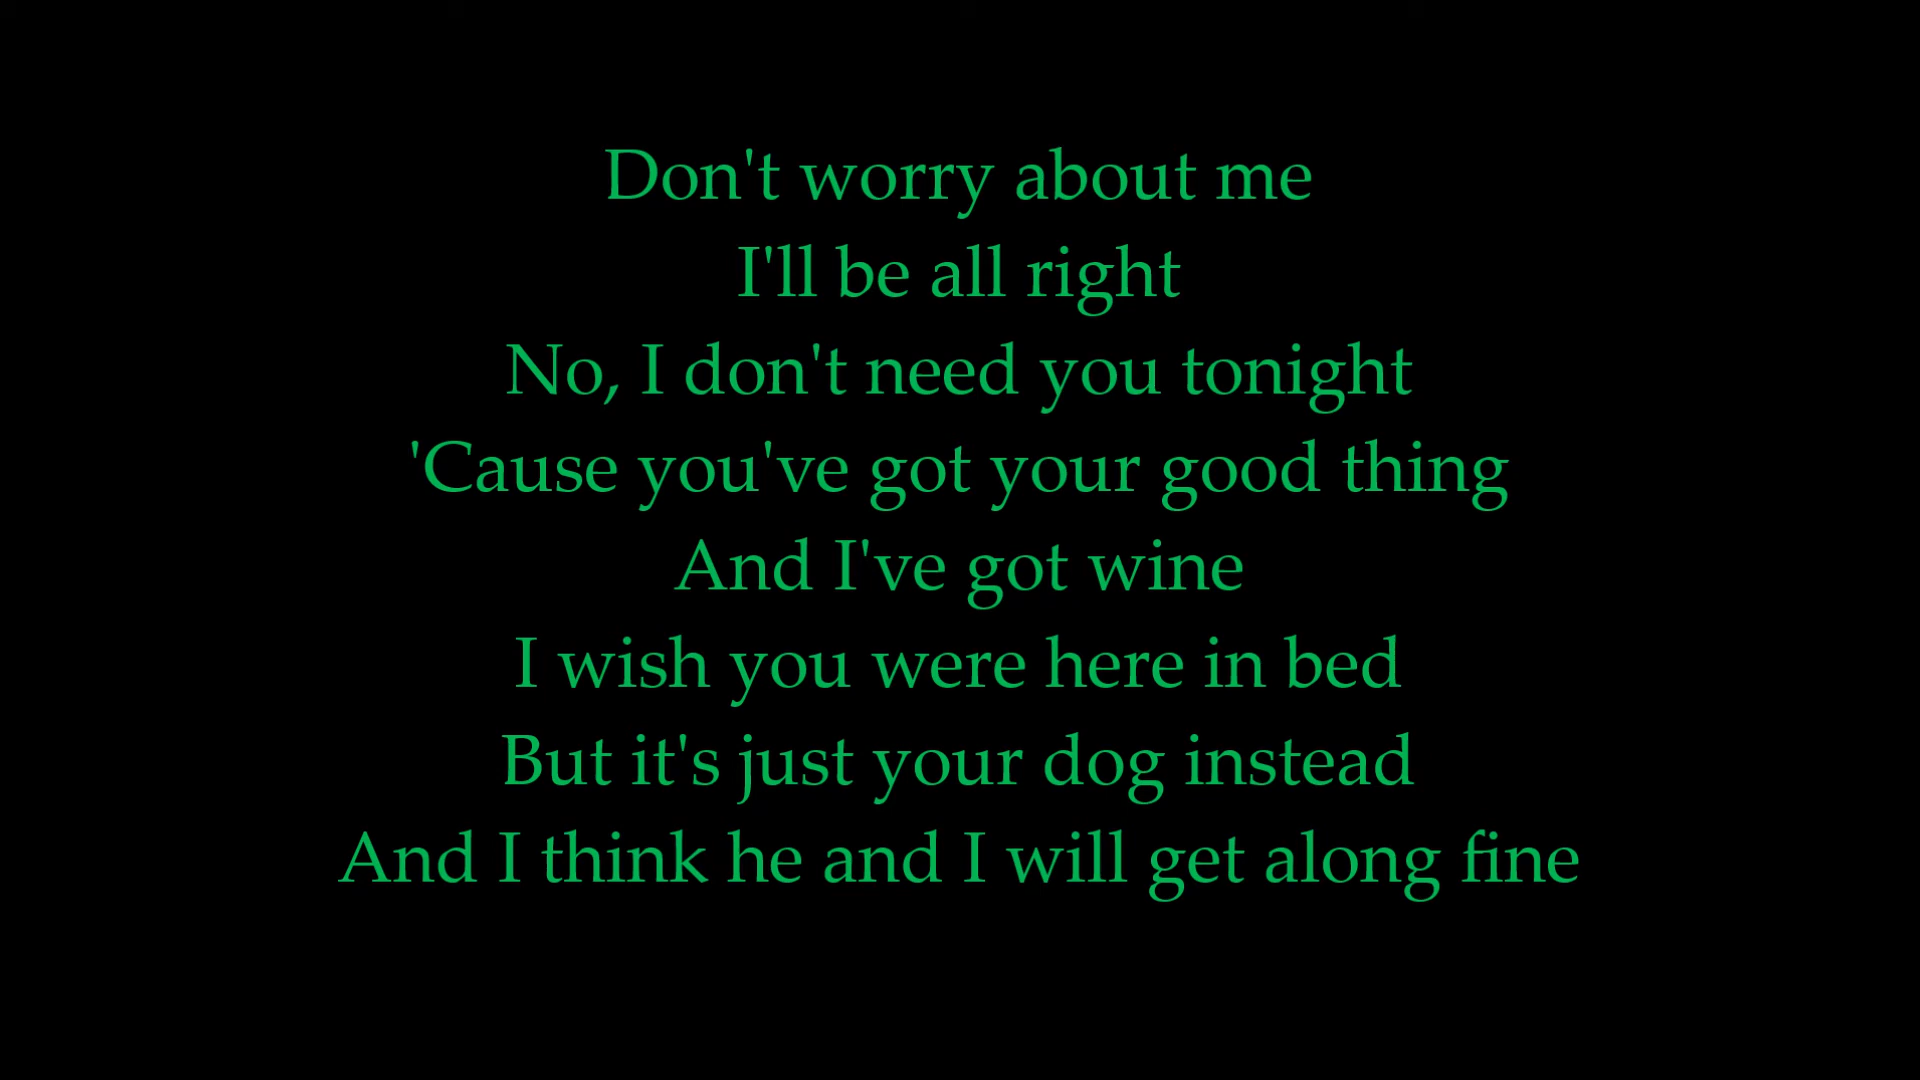 Don't worry about me
I'll be all right
No, I don't need you tonight
'Cause you've got your good thing
And I've got wine
I wish you were here in bed
But it's just your dog instead
And I think he and I will get along fine